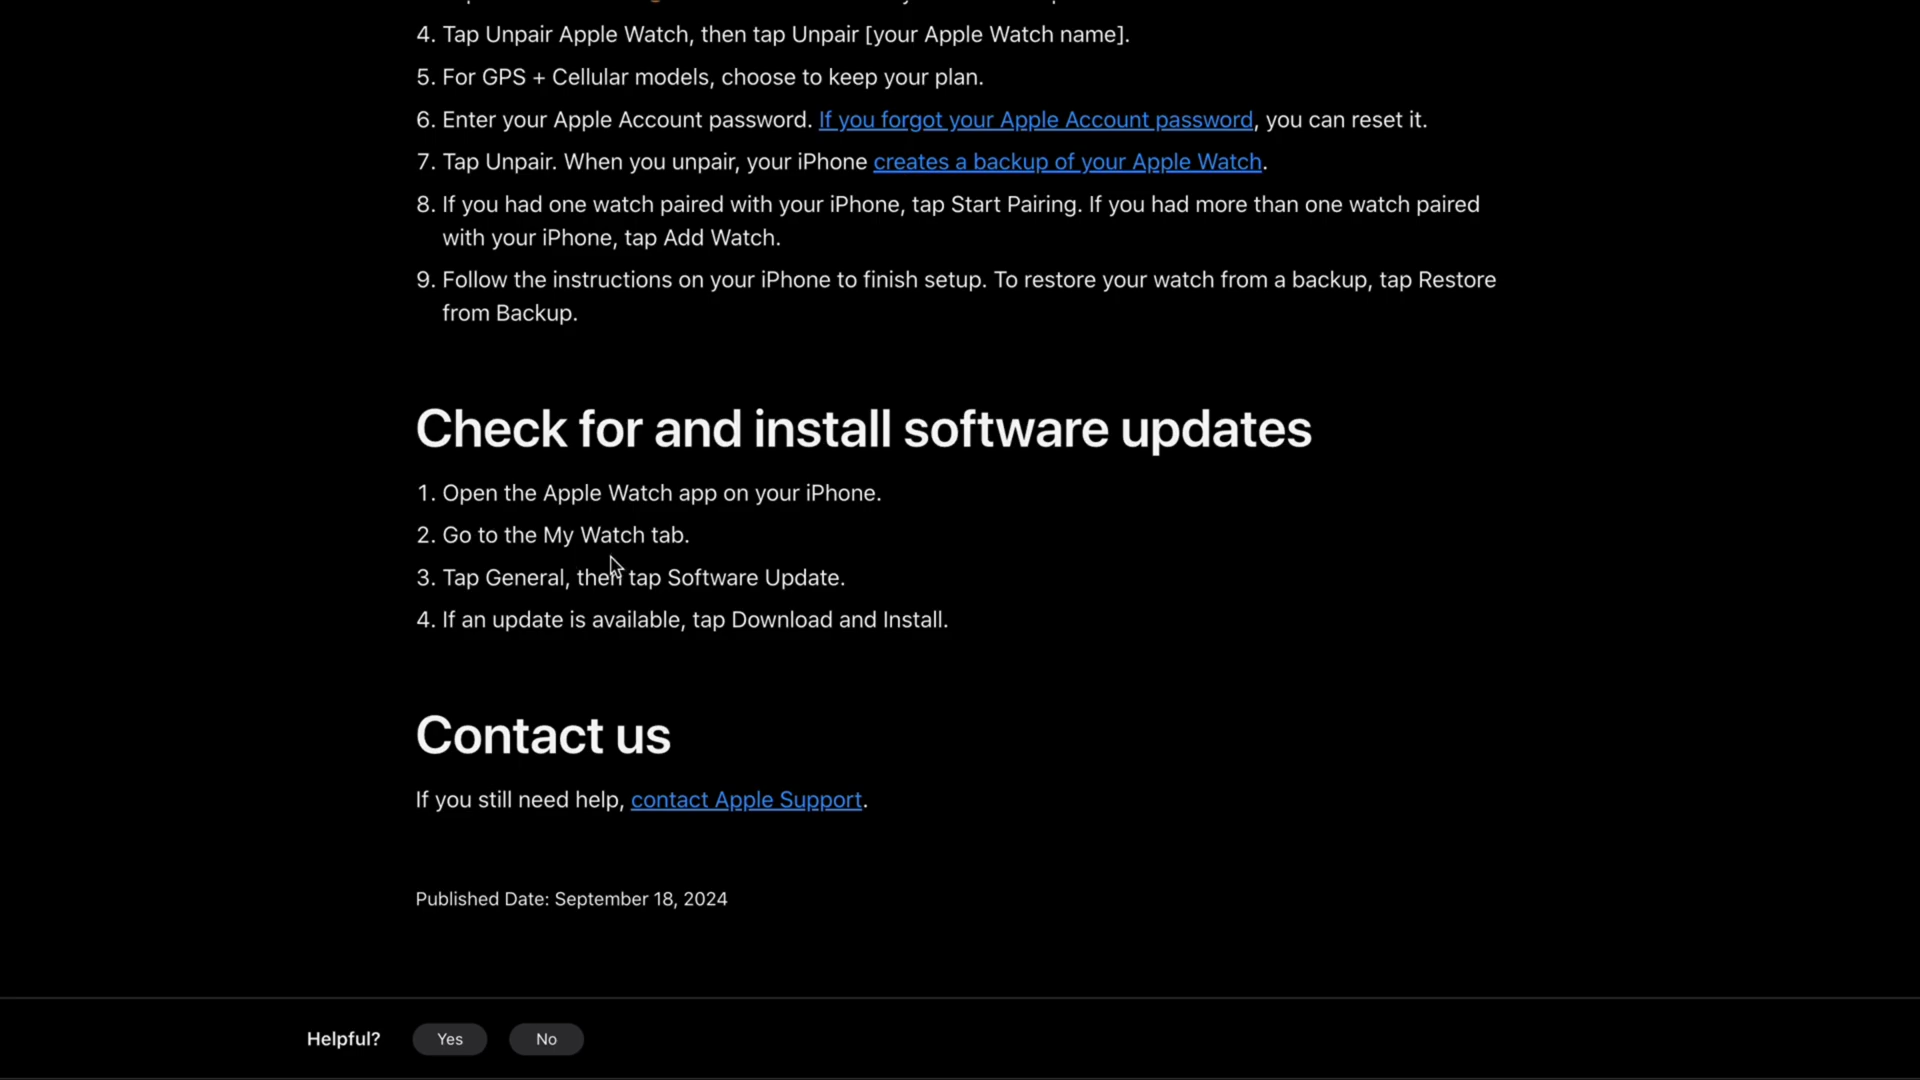 4. Tap Unpair Apple Watch, then tap Unpair [your Apple Watch name].
5. For GPS + Cellular models, choose to keep your plan.
6. Enter your Apple Account password. If you forgot your Apple Account password, you can reset it.
7. Tap Unpair. When you unpair, your iPhone creates a backup of your Apple Watch.
8. If you had one watch paired with your iPhone, tap Start Pairing. If you had more than one watch paired
with your iPhone, tap Add Watch.
9. Follow the instructions on your iPhone to finish setup. To restore your watch from a backup, tap Restore
from Backup.
Check for and install software updates
1. Open the Apple Watch app on your iPhone.
2. Go to the My Watch tab.
3. Tap General, then tap Software Update.
4. If an update is available, tap Download and Install.
Contact us
If you still need help, contact Apple Support.
Published Date: September 18, 2024
Helpful? Yes No